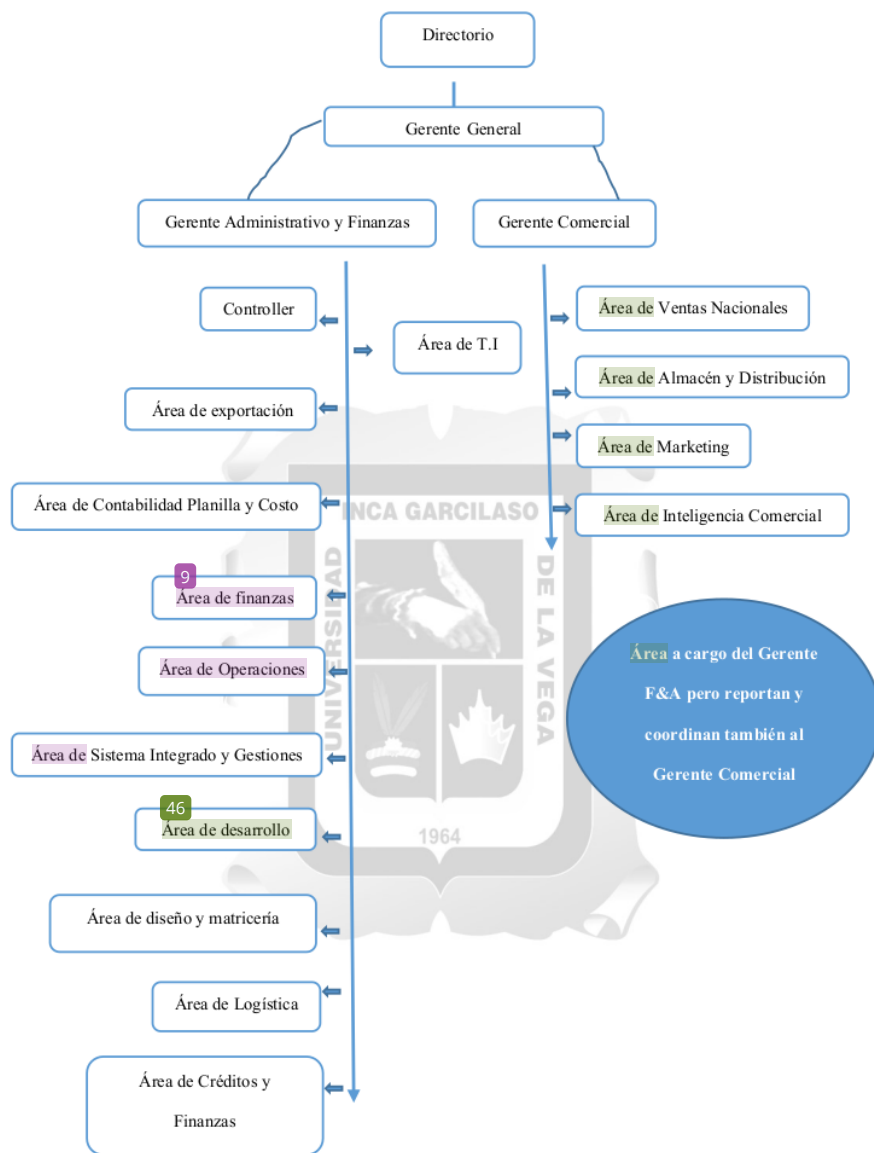 Directorio
Gerente General
Gerente Administrativo y Finanzas
Gerente Comercial
Controller
Área de Ventas Nacionales
Área de T.I
Área de Almacén y Distribución
Área de exportación
Área de Marketing
Área de Contabilidad Planilla y Costo
Área de Inteligencia Comercial
INCA GARCILASO
UNIVERSIDAD
DE LA VEGA
1964
9
Área de finanzas
Área de Operaciones
Área de Sistema Integrado y Gestiones
46
Área de desarrollo
Área de diseño y matricería
Área de Logística
Área de Créditos y
Finanzas
Área a cargo del Gerente
F&A pero reportan y
coordinan también al
Gerente Comercial